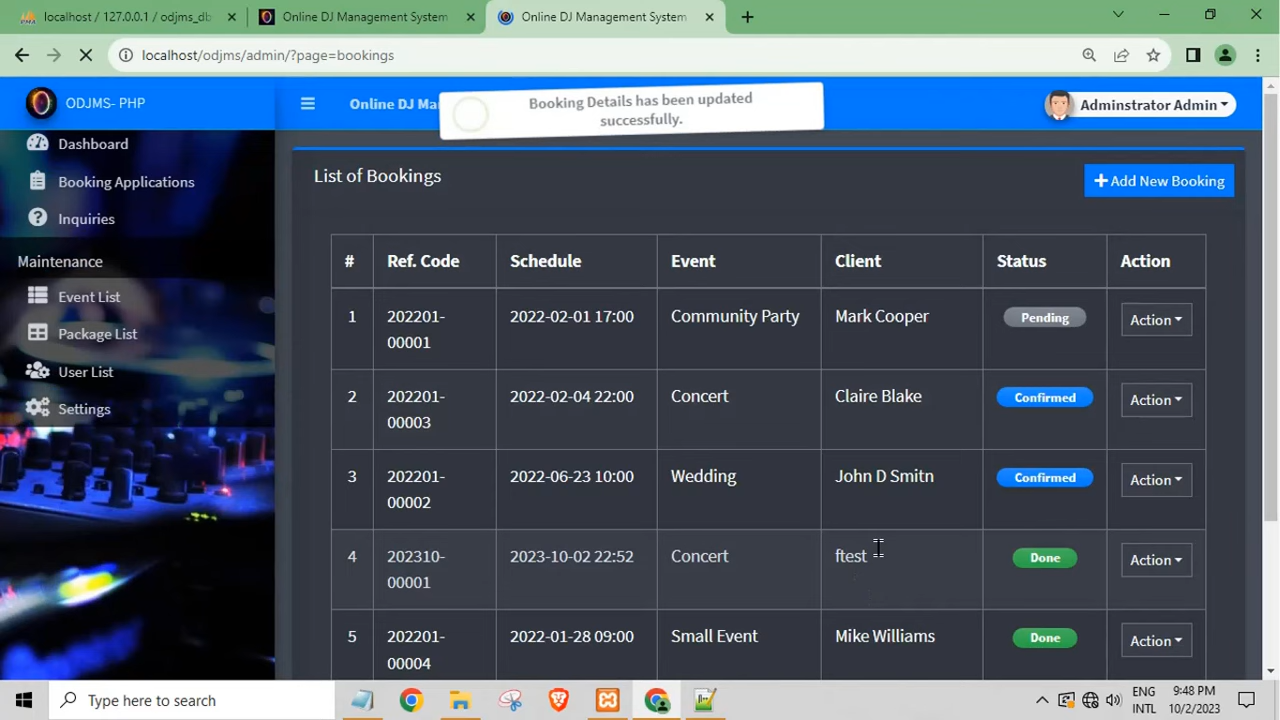 localhost / 127.0.0.1 / odjms_db
Online DJ Management System
Online DJ Management System
localhost/odjms/admin/?page=bookings
ODJMS- PHP
Online DJ Ma
Booking Details has been updated
successfully.
Adminstrator Admin
Dashboard
Booking Applications
Inquiries
Maintenance
Event List
Package List
User List
Settings
List of Bookings
+ Add New Booking
# Ref. Code Schedule Event Client Status Action
1 202201- 2022-02-01 17:00 Community Party Mark Cooper Pending Action
00001
2 202201- 2022-02-04 22:00 Concert Claire Blake Confirmed Action
00003
3 202201- 2022-06-23 10:00 Wedding John D Smitn Confirmed Action
00002
4 202310- 2023-10-02 22:52 Concert ftest Done Action
00001
5 202201- 2022-01-28 09:00 Small Event Mike Williams Done Action
00004
Type here to search
ENG
INTL
9:48 PM
10/2/2023